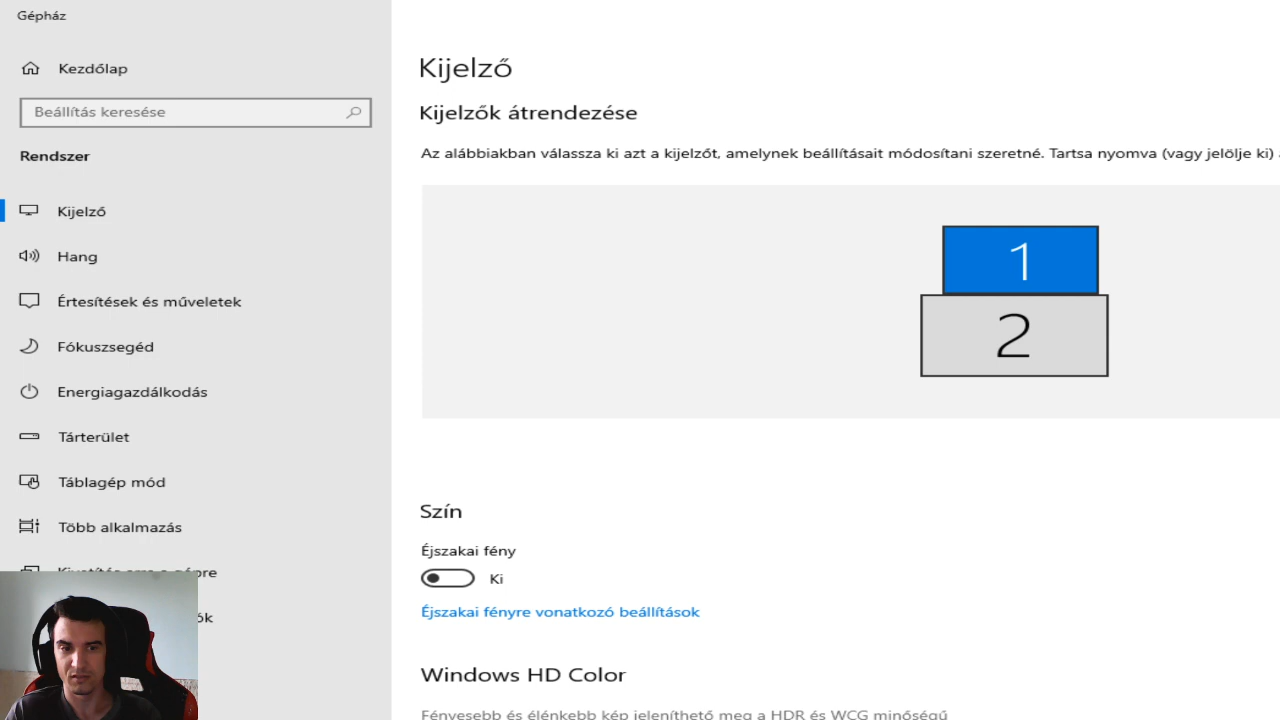 Gépház
Kezdőlap
Beállítás keresése
Rendszer
Kijelző
Hang
Értesítések és műveletek
Fókuszsegéd
Energiagazdálkodás
Tárterület
Táblagép mód
Több alkalmazás
Kivetítés erre a gépre
Kijelző
Kijelzők átrendezése
Az alábbiakban válassza ki azt a kijelzőt, amelynek beállításait módosítani szeretné. Tartsa nyomva (vagy jelölje ki)
1
2
Szín
Éjszakai fény
Ki
Éjszakai fényre vonatkozó beállítások
Windows HD Color
Fényesebb és élénkebb kép jeleníthető meg a HDR és WCG minőségű